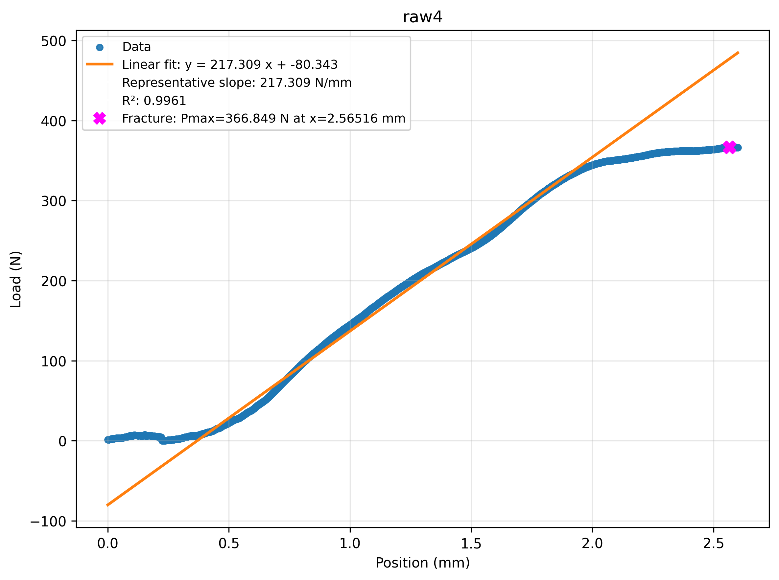 raw4
Data
Linear fit: y = 217.309 x + -80.343
Representative slope: 217.309 N/mm
R²: 0.9961
Fracture: Pmax=366.849 N at x=2.56516 mm
Load (N)
500
400
300
200
100
0
−100
0.0 0.5 1.0 1.5 2.0 2.5
Position (mm)